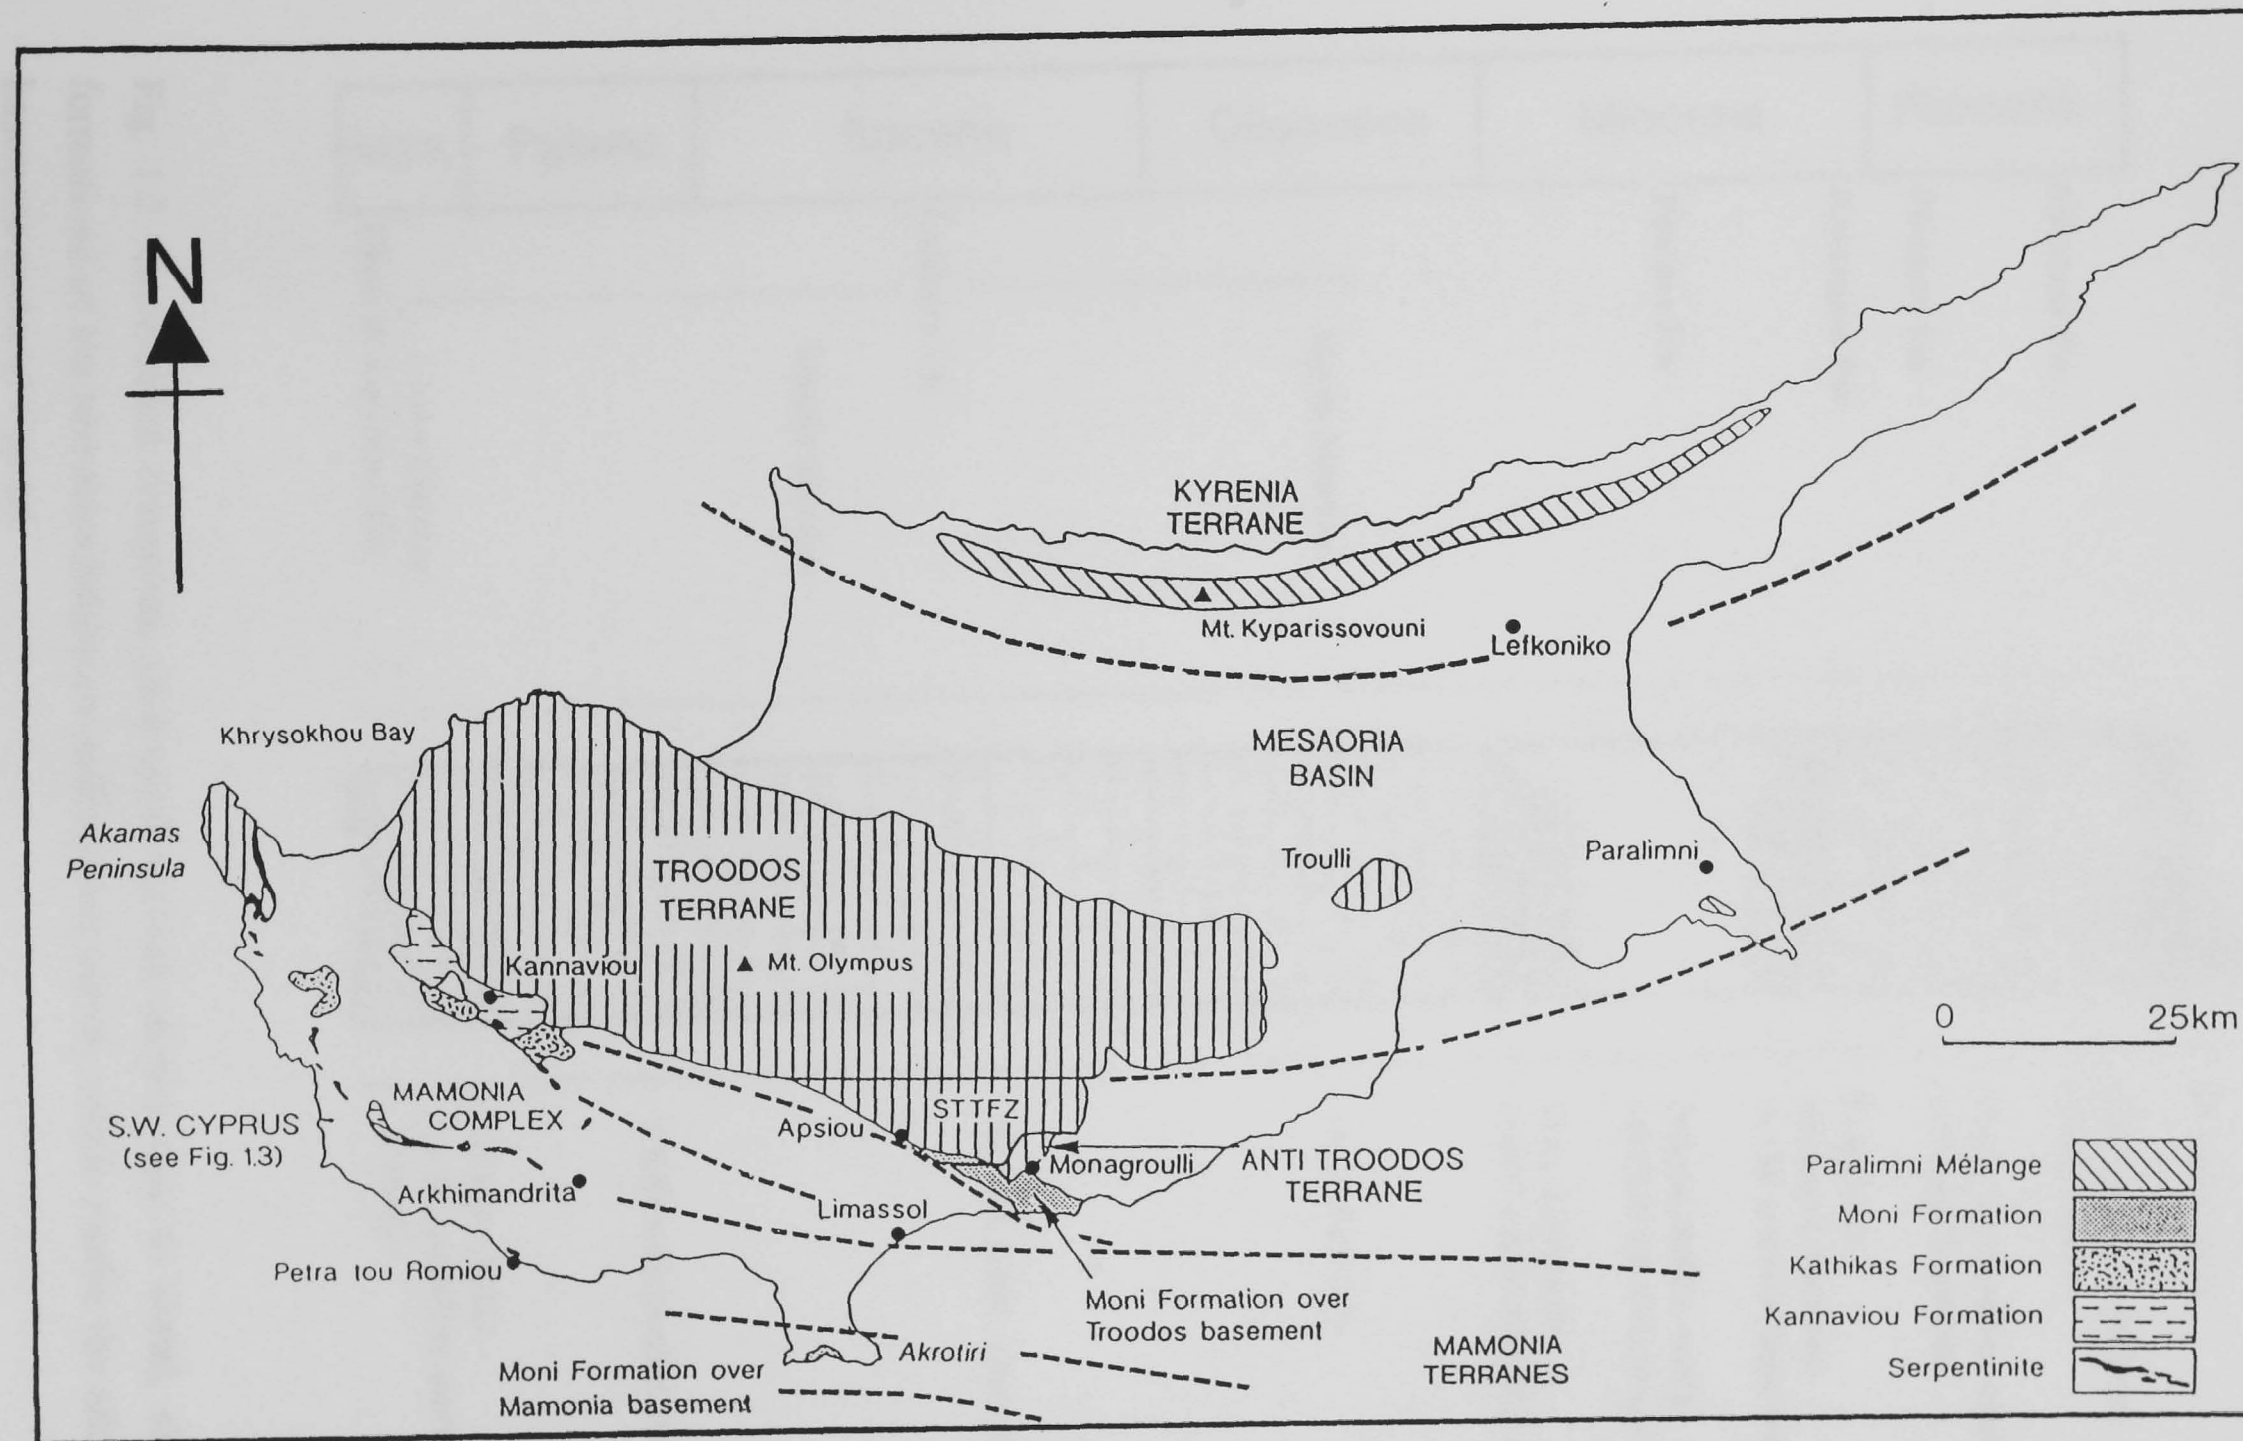 N
KYRENIA
TERRANE
Mt. Kyparissovouni
Lefkoniko
Khrysokhou Bay
MESAORIA
BASIN
Akamas
Peninsula
TROODOS
TERRANE
Troulli
Paralimni
Kannaviou
Mt. Olympus
0 25km
MAMONIA
COMPLEX
S.W. CYPRUS
(see Fig. 1.3)
STTFZ
Apsiou
Monagroulli
ANTI TROODOS
TERRANE
Arkhimandrita
Limassol
Petra tou Romiou
Moni Formation over
Troodos basement
Akrotiri
MAMONIA
TERRANES
Moni Formation over
Mamonia basement
Paralimni Mélange
Moni Formation
Kathikas Formation
Kannaviou Formation
Serpentinite